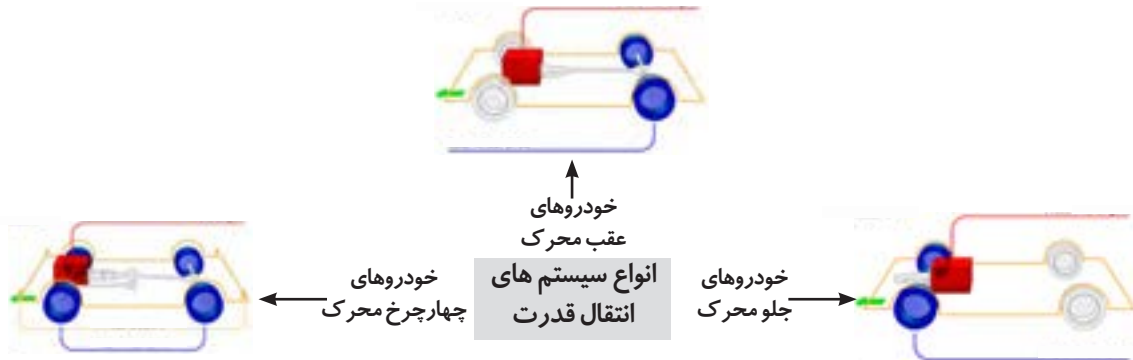 خودروهای
عقب محرک
انواع سیستم های
انتقال قدرت
خودروهای
جلو محرک
خودروهای
چهارچرخ محرک